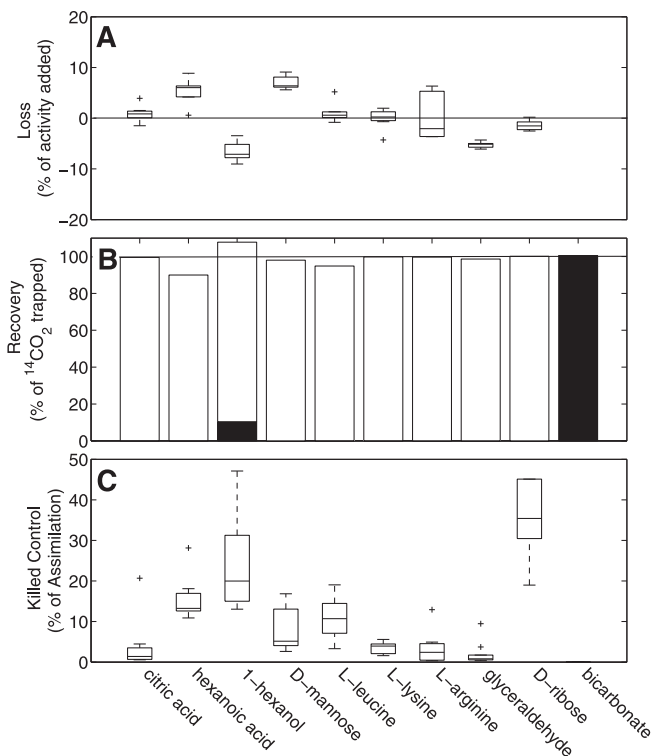 A
Loss
(% of activity added)
20
10
0
−10
−20
B
Recovery
(% of ¹⁴CO₂ trapped)
100
80
60
40
20
0
C
Killed Control
(% of Assimilation)
50
40
30
20
10
0
citric acid
hexanoic acid
1−hexanol
D−mannose
L−leucine
L−lysine
L−arginine
glyceraldehyde
D−ribose
bicarbonate